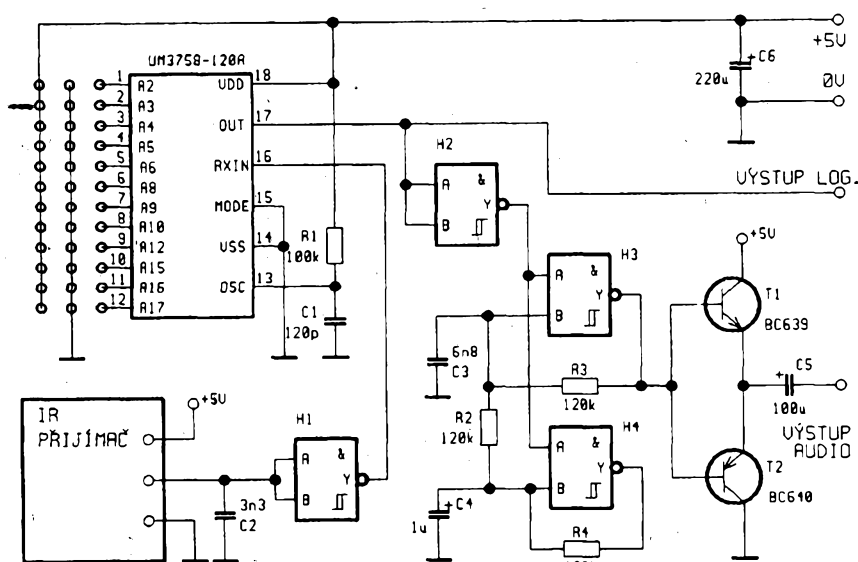 +5V
0V
C6
220u
UM3758-120A
VDD 18
OUT 17
RXIN 16
MODE 15
VSS 14
OSC 13
1 A2
2 A3
3 A4
4 A5
5 A6
6 A8
7 A9
8 A10
9 A12
10 A15
11 A16
12 A17
R1
100k
C1
120p
H2
A
B
&
Y
VÝSTUP LOG.
H3
A
B
&
Y
+5V
T1
BC639
6n8
C3
R3
120k
R2
120k
H4
A
B
&
Y
+C5
100u
VÝSTUP
AUDIO
T2
BC640
+C4
1u
R4
IR
PŘIJÍMAČ
+5V
3n3
C2
H1
A
B
&
Y